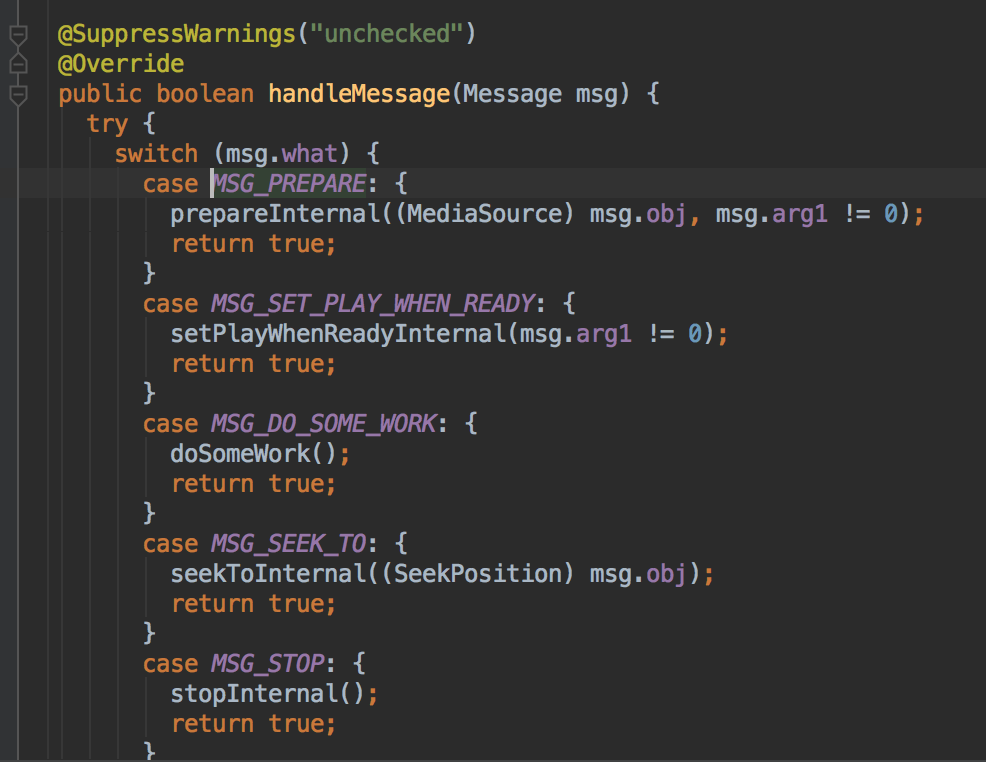 @SuppressWarnings("unchecked")
@Override
public boolean handleMessage(Message msg) {
try {
switch (msg.what) {
case MSG_PREPARE: {
prepareInternal((MediaSource) msg.obj, msg.arg1 != 0);
return true;
}
case MSG_SET_PLAY_WHEN_READY: {
setPlayWhenReadyInternal(msg.arg1 != 0);
return true;
}
case MSG_DO_SOME_WORK: {
doSomeWork();
return true;
}
case MSG_SEEK_TO: {
seekToInternal((SeekPosition) msg.obj);
return true;
}
case MSG_STOP: {
stopInternal();
return true;
}